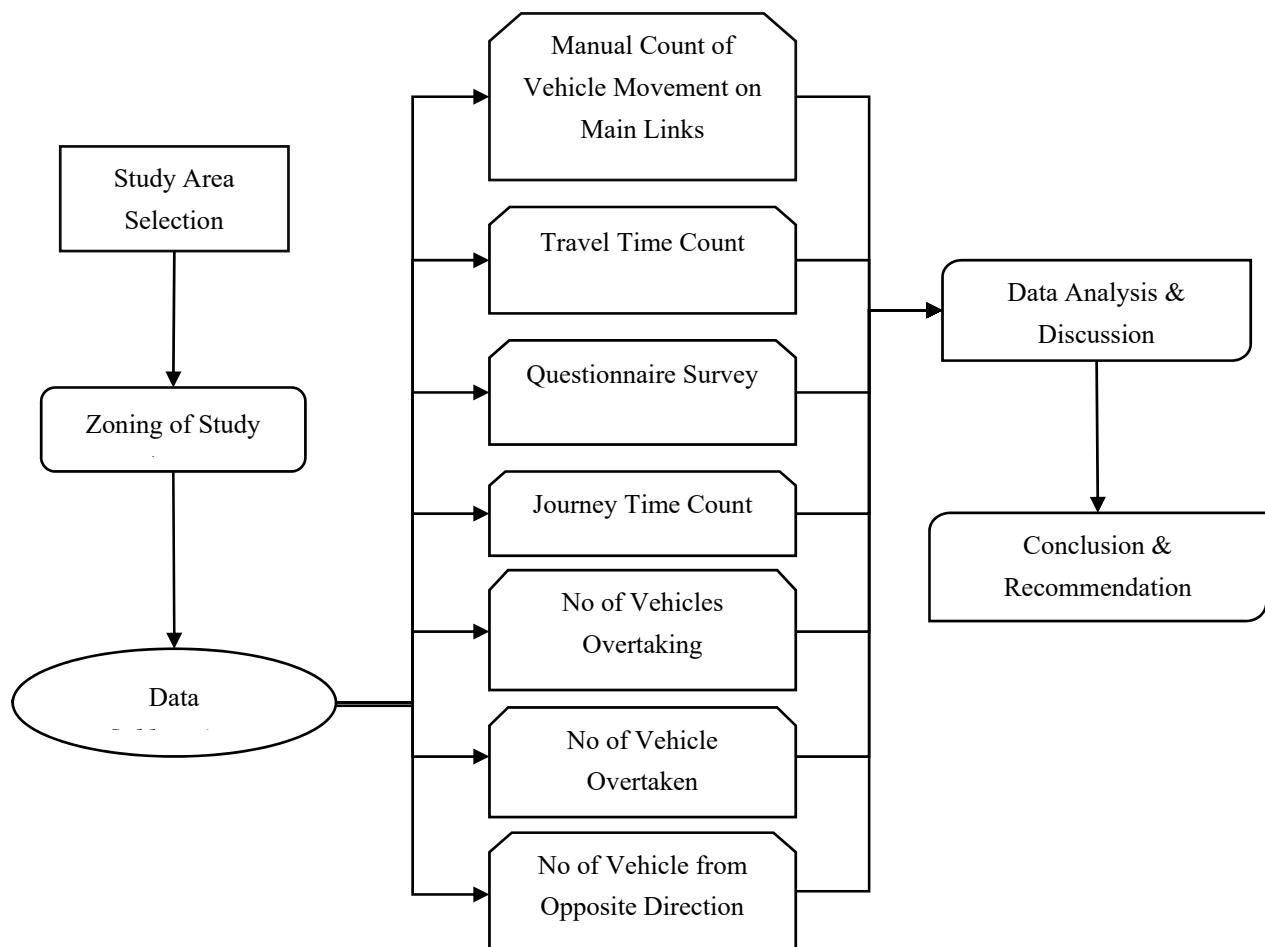 Study Area
Selection
Zoning of Study
Data
Manual Count of
Vehicle Movement on
Main Links
Travel Time Count
Questionnaire Survey
Journey Time Count
No of Vehicles
Overtaking
No of Vehicle
Overtaken
No of Vehicle from
Opposite Direction
Data Analysis &
Discussion
Conclusion &
Recommendation